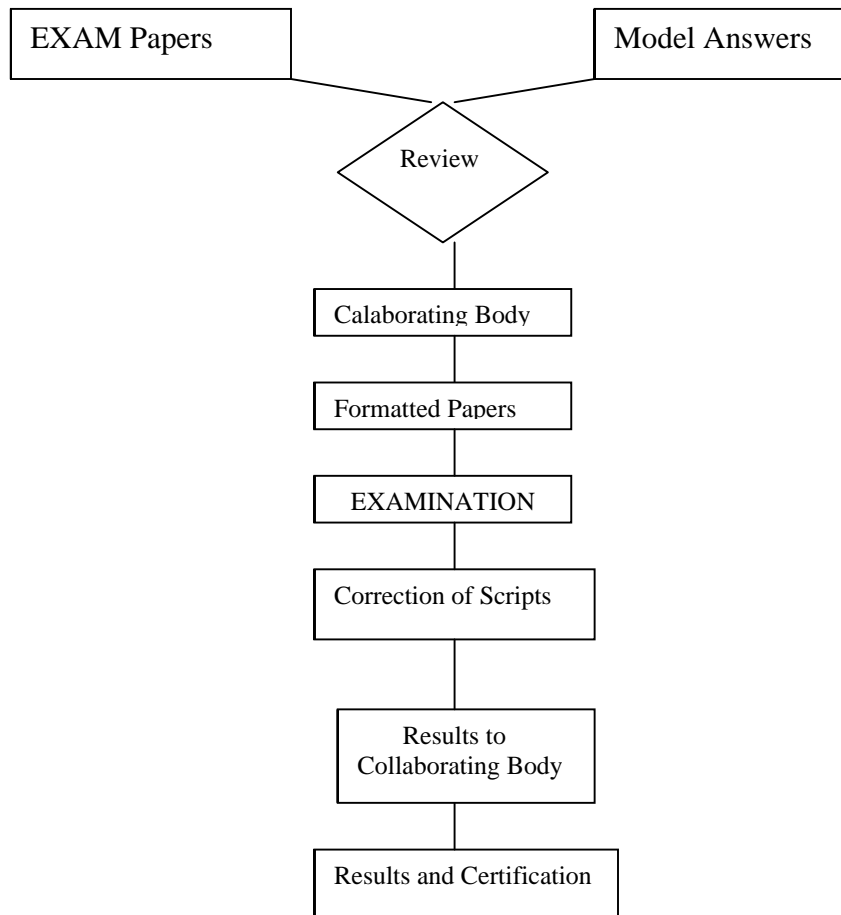 EXAM Papers
Model Answers
Review
Calaborating Body
Formatted Papers
EXAMINATION
Correction of Scripts
Results to
Collaborating Body
Results and Certification